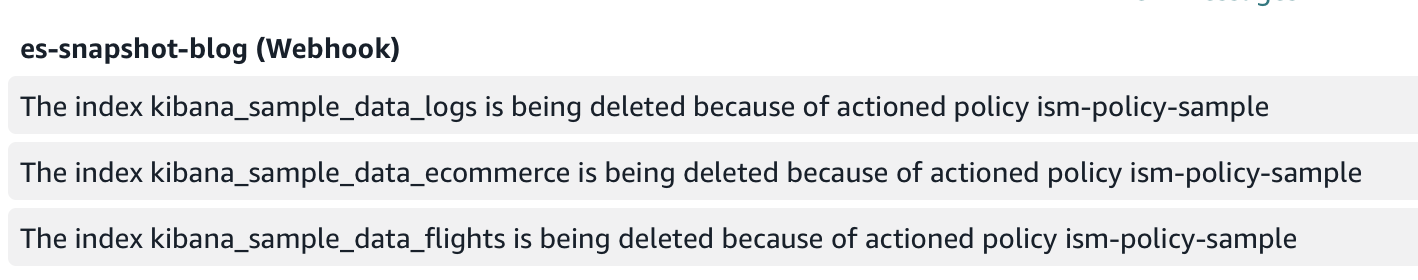 es-snapshot-blog (Webhook)
The index kibana_sample_data_logs is being deleted because of actioned policy ism-policy-sample
The index kibana_sample_data_ecommerce is being deleted because of actioned policy ism-policy-sample
The index kibana_sample_data_flights is being deleted because of actioned policy ism-policy-sample